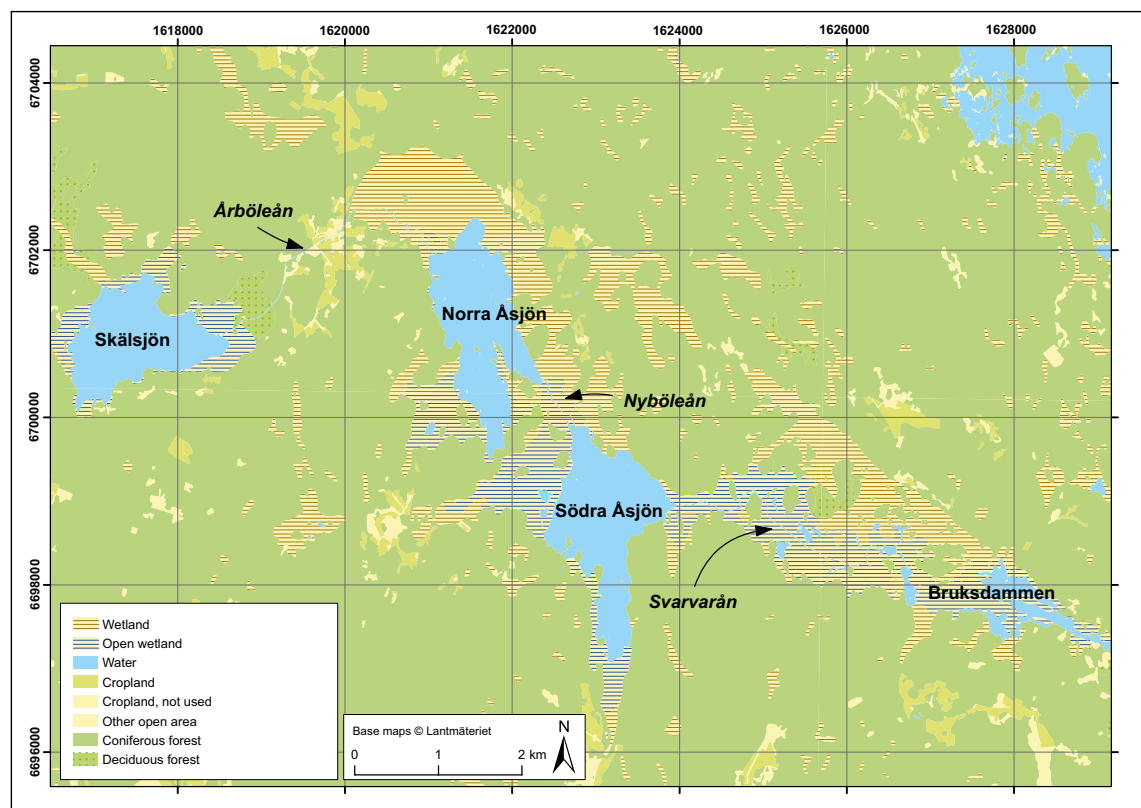 1618000 1620000 1622000 1624000 1626000 1628000
6704000
6702000
6700000
6698000
6696000
Årböleån
Norra Åsjön
Skälsjön
Nyböleån
Södra Åsjön
Svarvarån
Bruksdammen
Wetland
Open wetland
Water
Cropland
Cropland, not used
Other open area
Coniferous forest
Deciduous forest
Base maps © Lantmäteriet
N
0 1 2 km